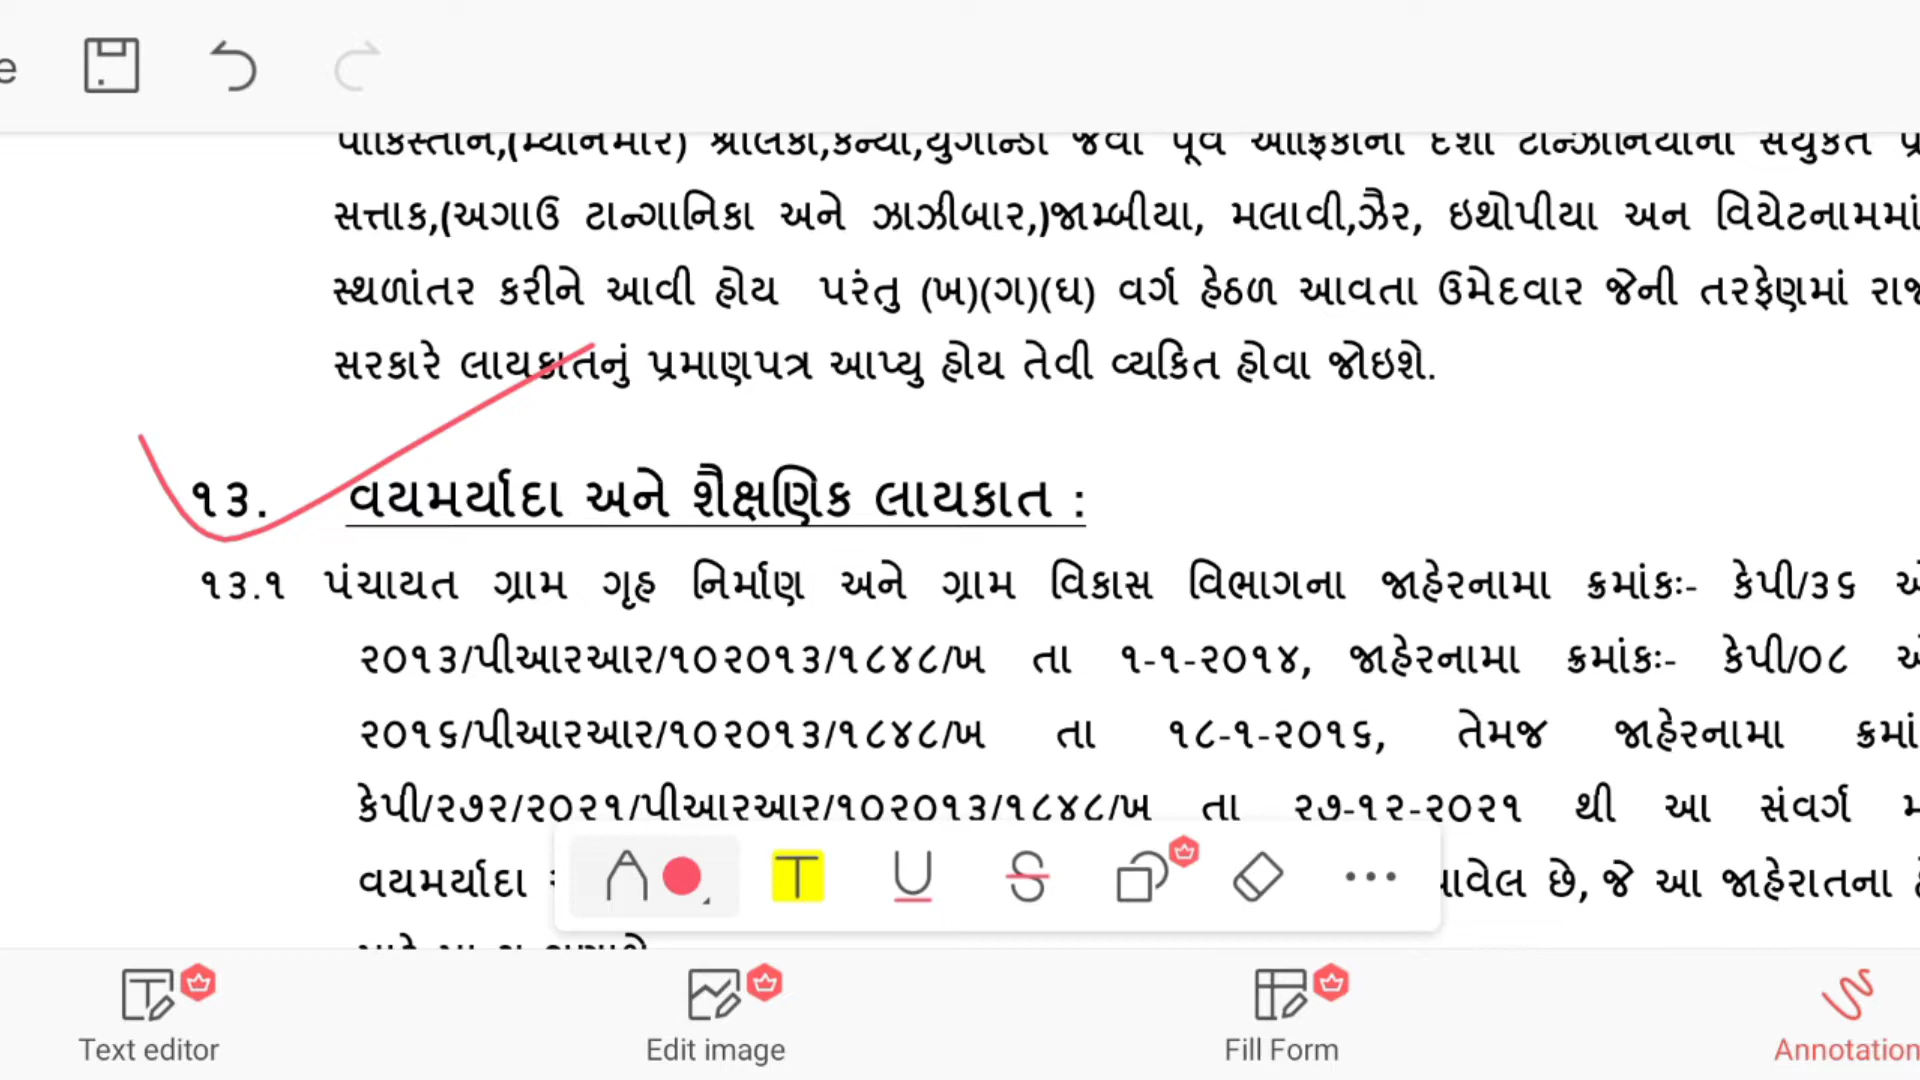 e
પાકિસ્તાન,(મ્યાનમાર) શ્રીલંકા,કેન્યા,યુગાન્ડા જેવા પૂર્વ આફ્રિકાના દેશો ટાન્ઝાનિયાના સંયુકત
સત્તાક,(અગાઉ ટાન્ગાનિકા અને ઝાઝીબાર,)જામ્બીયા, મલાવી,ઝૈર, ઇથોપીયા અન વિયેટનામમાં
સ્થળાંતર કરીને આવી હોય પરંતુ (ખ)(ગ)(ઘ) વર્ગ હેઠળ આવતા ઉમેદવાર જેની તરફેણમાં
સરકારે લાયકાતનું પ્રમાણપત્ર આપ્યુ હોય તેવી વ્યકિત હોવા જોઇશે.
૧૩. વયમર્યાદા અને શૈક્ષણિક લાયકાત :
૧૩.૧ પંચાયત ગ્રામ ગૃહ નિર્માણ અને ગ્રામ વિકાસ વિભાગના જાહેરનામા ક્રમાંકઃ- કેપી/૩૬
૨૦૧૩/પીઆરઆર/૧૦૨૦૧૩/૧૮૪૮/ખ તા ૧-૧-૨૦૧૪, જાહેરનામા ક્રમાંકઃ- કેપી/૦૮
૨૦૧૬/પીઆરઆર/૧૦૨૦૧૩/૧૮૪૮/ખ તા ૧૮-૧-૨૦૧૬, તેમજ જાહેરનામા
કેપી/૨૭૨/૨૦૨૧/પીઆરઆર/૧૦૨૦૧૩/૧૮૪૮/ખ તા ૨૭-૧૨-૨૦૨૧ થી આ સંવર્ગ
વયમર્યાદા છે, જે આ જાહેરાતના
Text editor
Edit image
Fill Form
Annotation